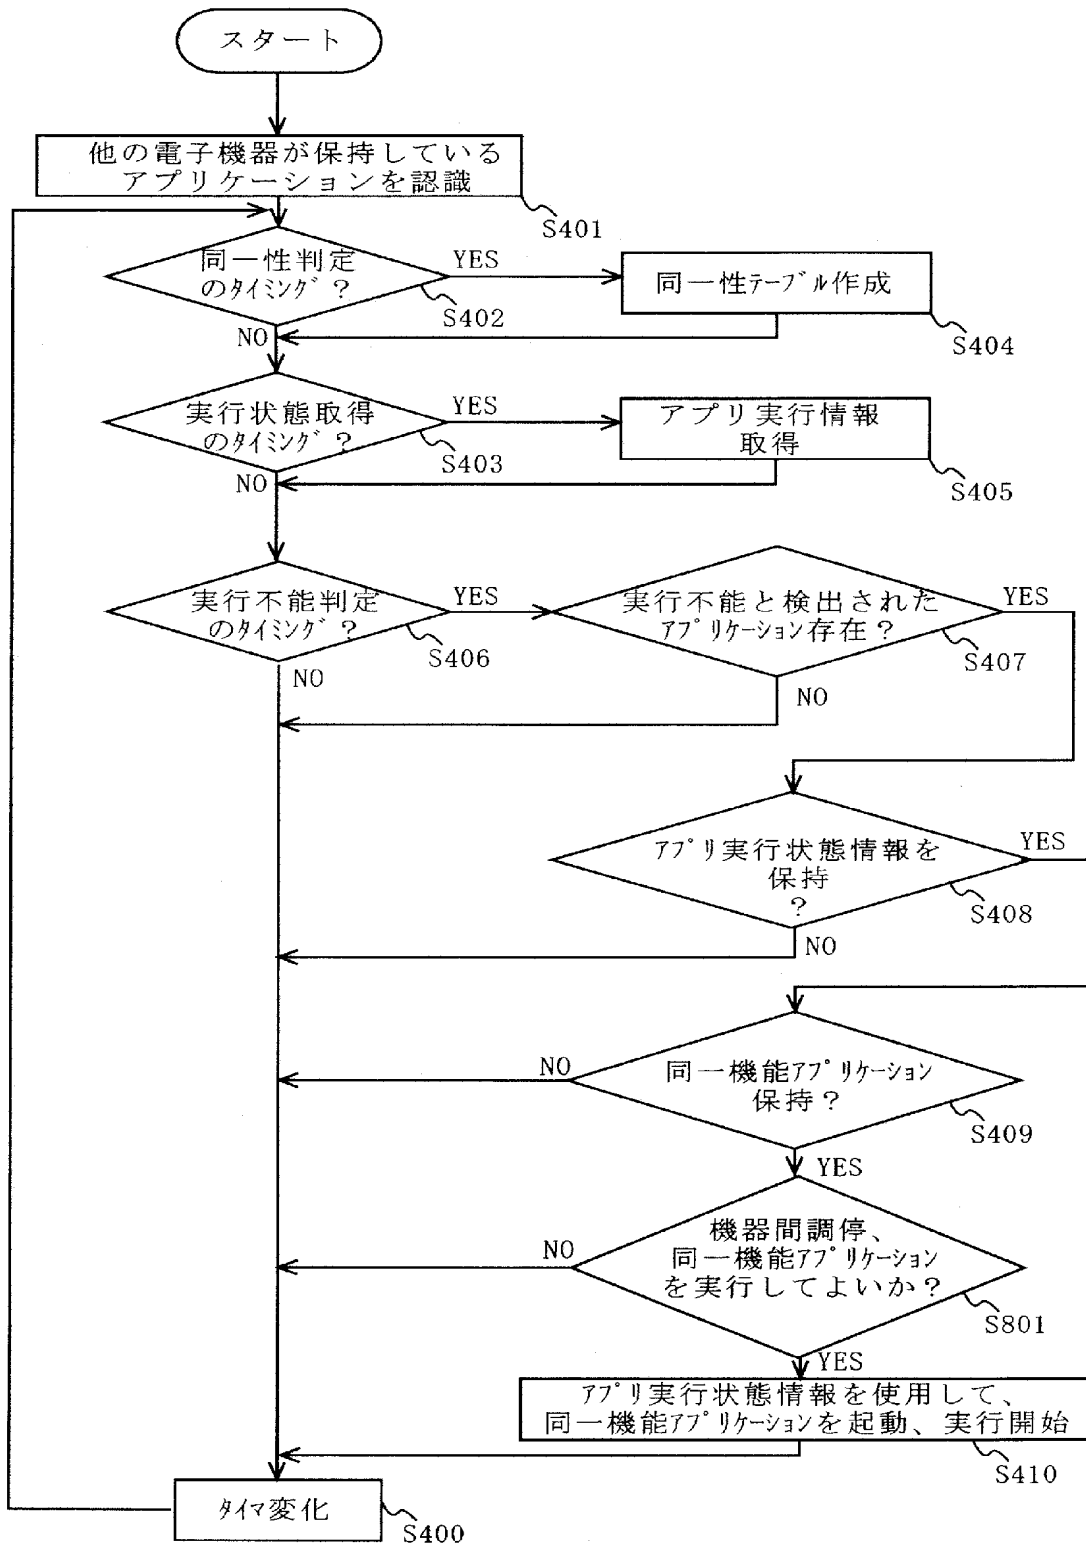 スタート
他の電子機器が保持している
アプリケーションを認識
S401
同一性判定
のタイミング?
YES
S402
NO
同一性テーブル作成
S404
実行状態取得
のタイミング?
YES
S403
NO
アプリ実行情報
取得
S405
実行不能判定
のタイミング?
YES
S406
NO
実行不能と検出された
アプリケーション存在?
YES
S407
NO
アプリ実行状態情報を
保持
?
YES
S408
NO
同一機能アプリケーション
保持?
NO
S409
YES
機器間調停、
同一機能アプリケーション
を実行してよいか?
NO
S801
YES
アプリ実行状態情報を使用して、
同一機能アプリケーションを起動、実行開始
S410
タイマ変化
S400